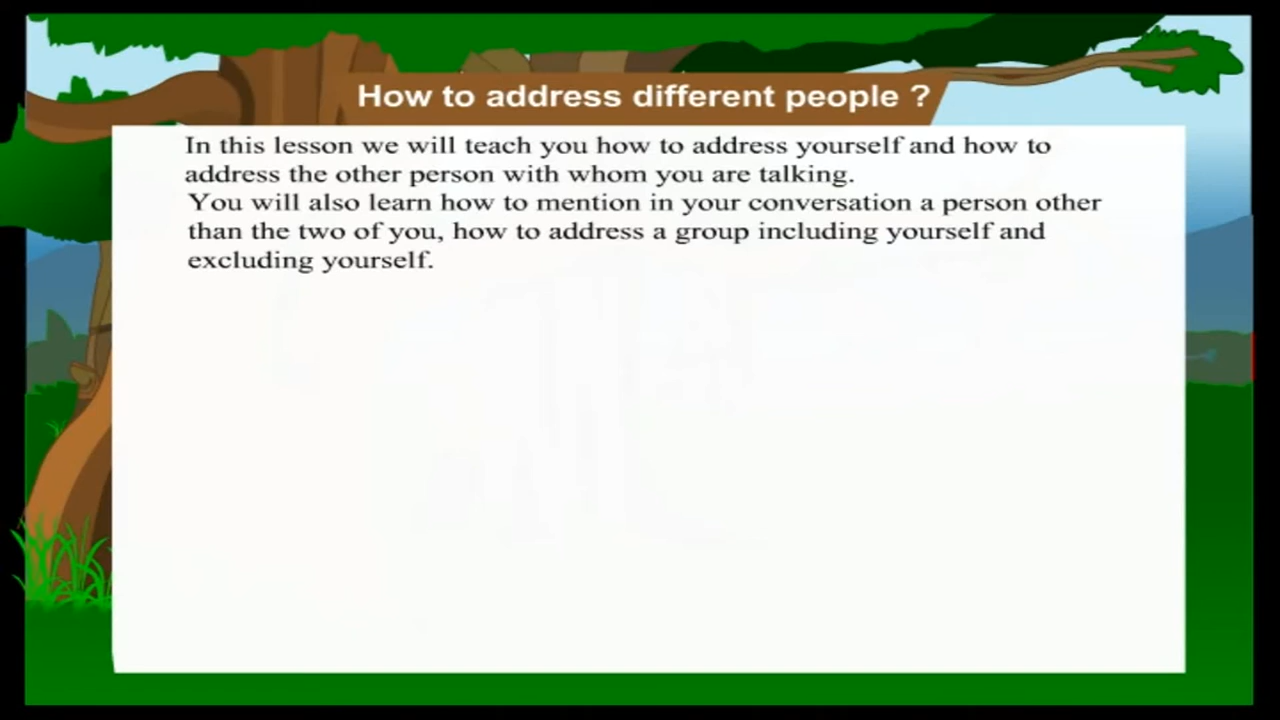 How to address different people ?
In this lesson we will teach you how to address yourself and how to
address the other person with whom you are talking.
You will also learn how to mention in your conversation a person other
than the two of you, how to address a group including yourself and
excluding yourself.